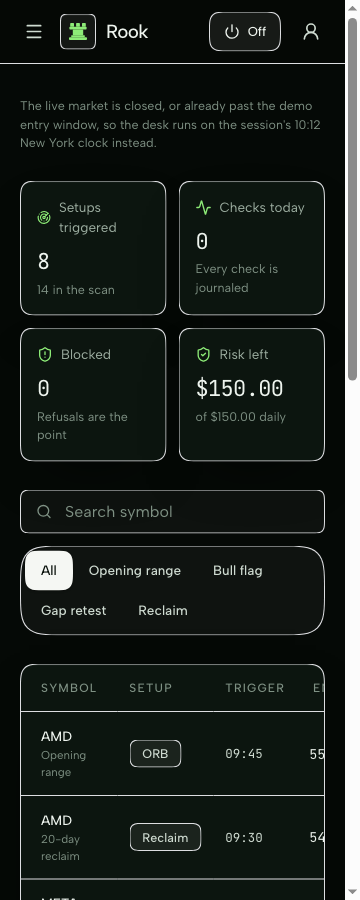 Rook
Off
The live market is closed, or already past the demo
entry window, so the desk runs on the session's 10:12
New York clock instead.
Setups
triggered
8
14 in the scan
Checks today
0
Every check is
journaled
Blocked
0
Refusals are the
point
Risk left
$150.00
of $150.00 daily
Search symbol
All
Opening range
Bull flag
Gap retest
Reclaim
SYMBOL
SETUP
TRIGGER
AMD
Opening
range
ORB
09:45
55
AMD
20-day
reclaim
Reclaim
09:30
54